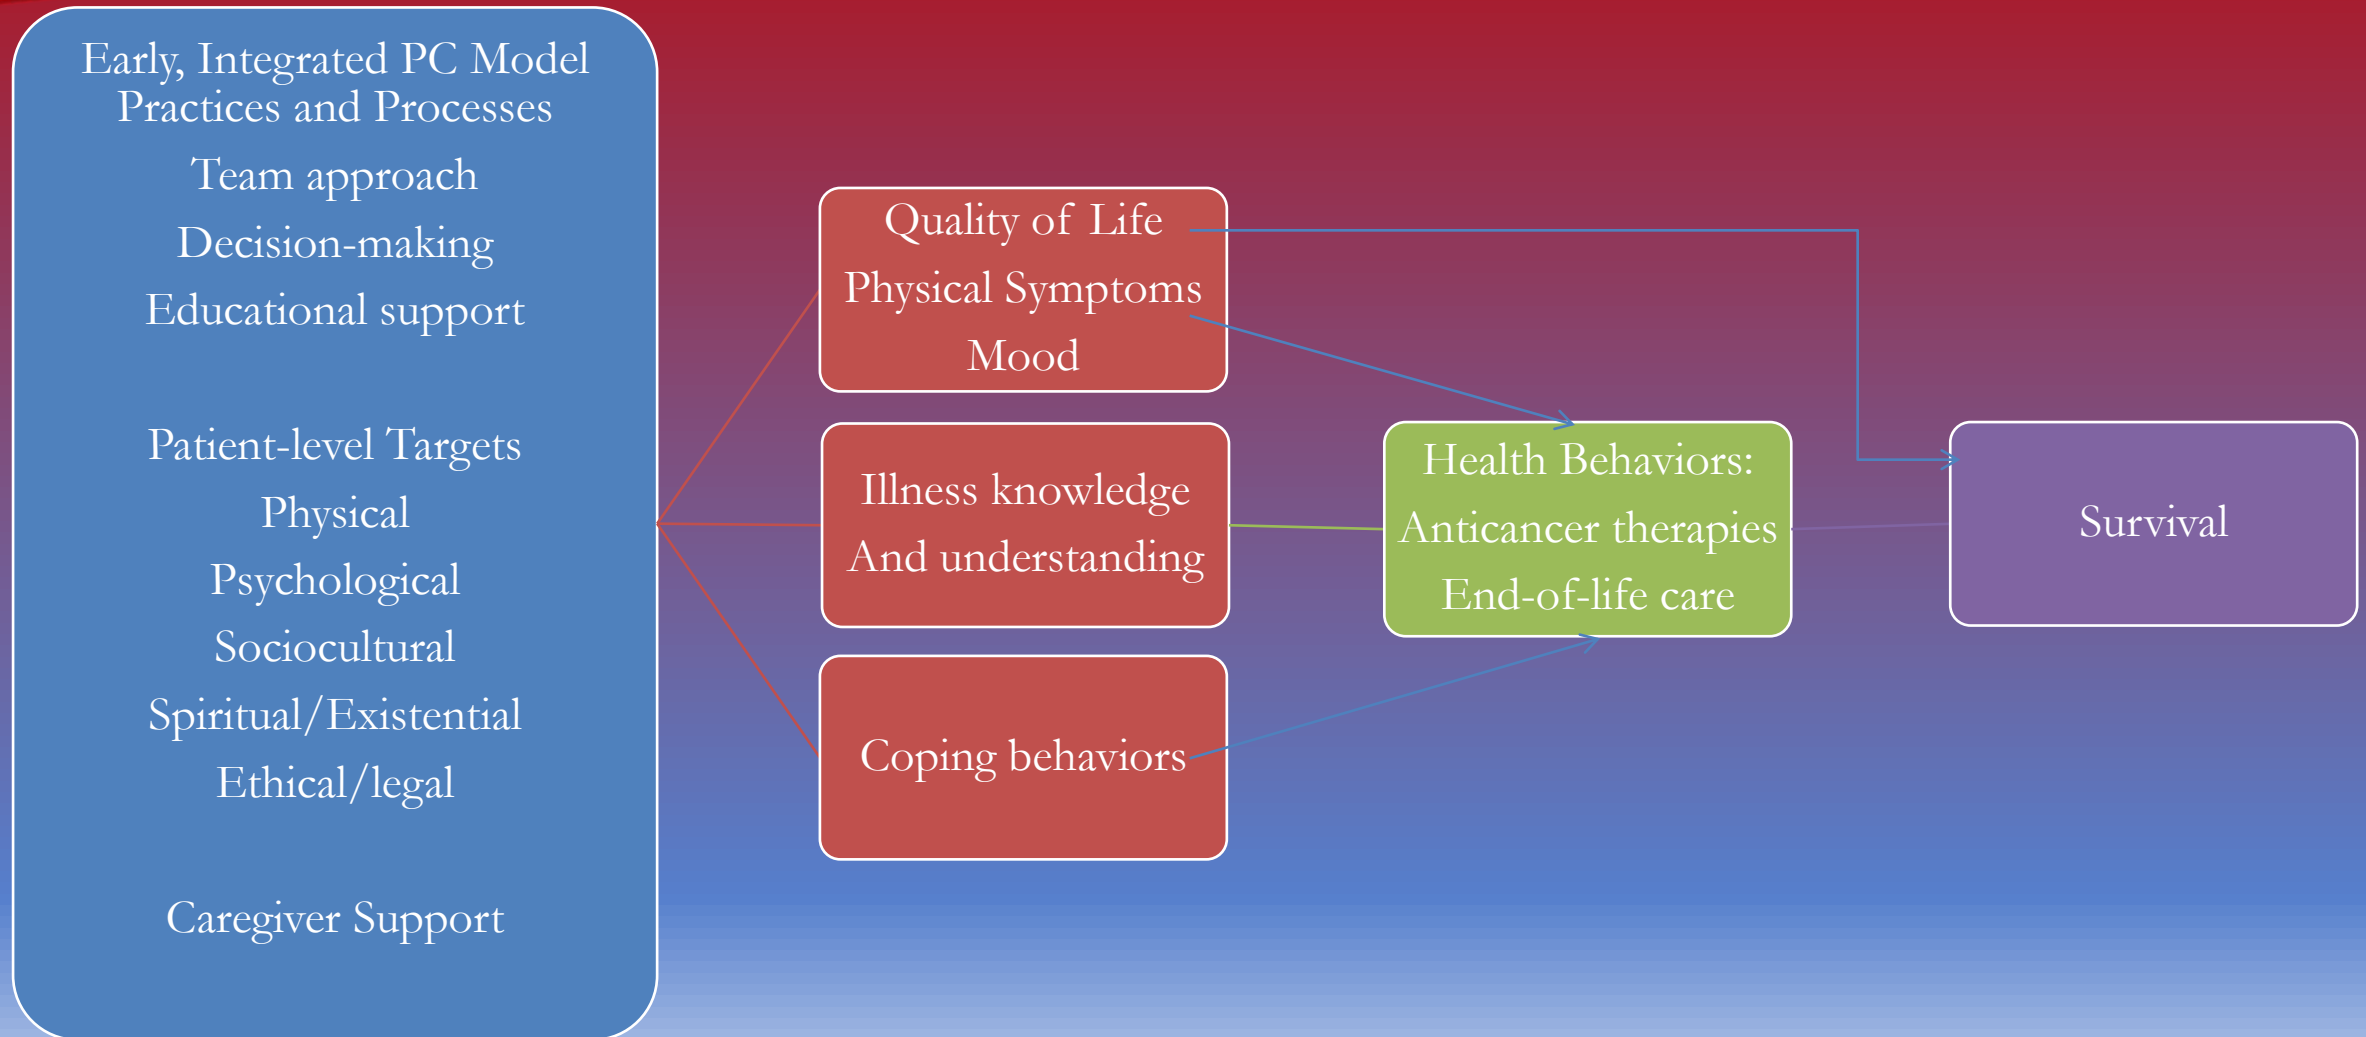 Early, Integrated PC Model
Practices and Processes
Team approach
Decision-making
Educational support
Patient-level Targets
Physical
Psychological
Sociocultural
Spiritual/Existential
Ethical/legal
Caregiver Support
Quality of Life
Physical Symptoms
Mood
Illness knowledge
And understanding
Coping behaviors
Health Behaviors:
Anticancer therapies
End-of-life care
Survival